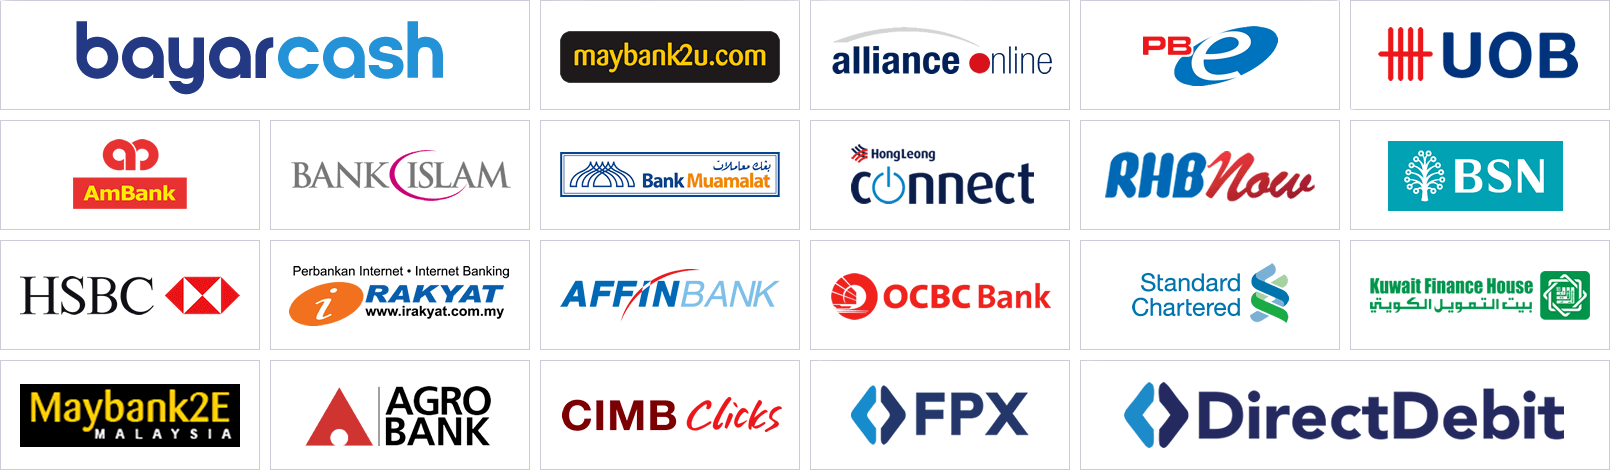 bayarcash
maybank2u.com
alliance online
PBe
UOB
AmBank
BANK ISLAM
بنك معاملات
Bank Muamalat
HongLeong
connect
RHB Now
BSN
HSBC
Perbankan Internet • Internet Banking
i RAKYAT
www.irakyat.com.my
AFFINBANK
OCBC Bank
Standard
Chartered
Kuwait Finance House
بيت التمويل الكويتي
Maybank2E
MALAYSIA
AGRO
BANK
CIMB Clicks
FPX
DirectDebit